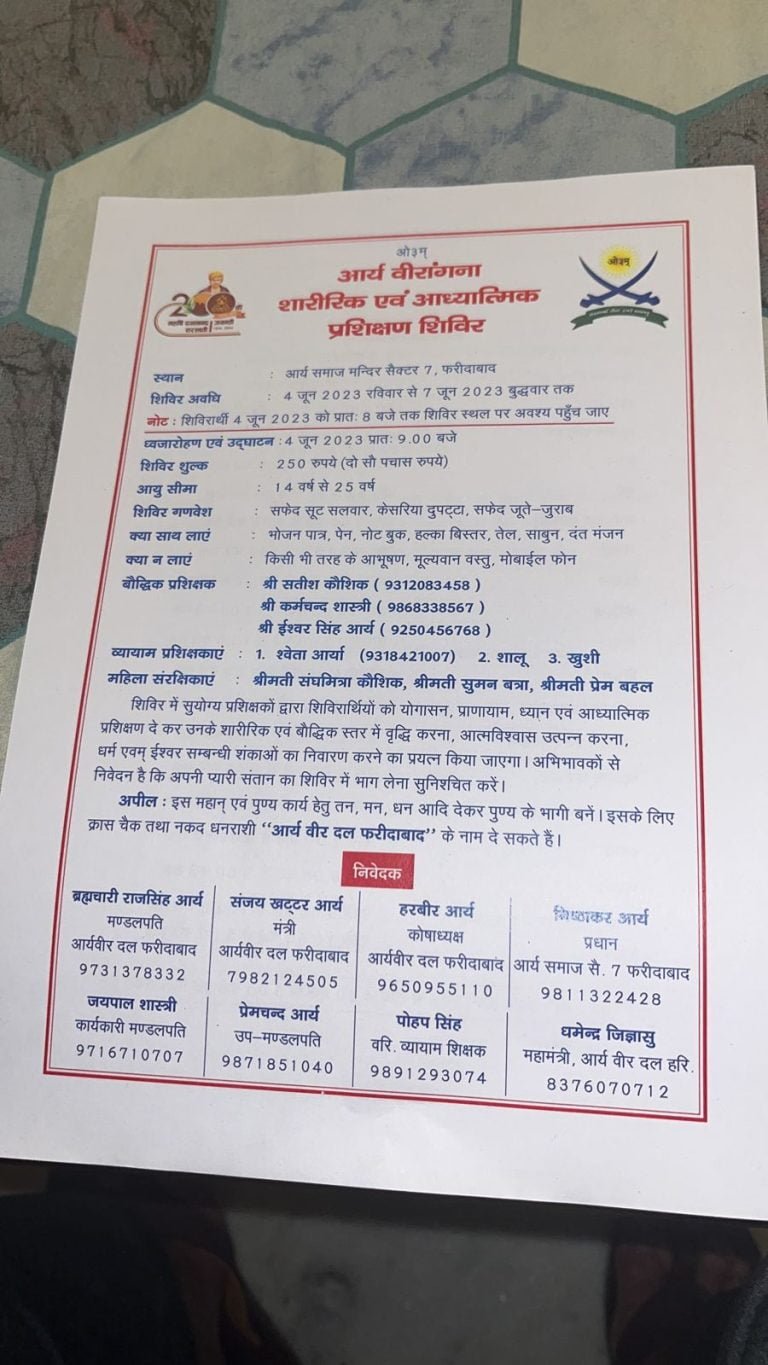 ओ३म्
आर्य वीरांगना
शारीरिक एवं आध्यात्मिक
प्रशिक्षण शिविर
ओ३म्
स्थान : आर्य समाज मन्दिर सैक्टर 7, फरीदाबाद
शिविर अवधि : 4 जून 2023 रविवार से 7 जून 2023 बुद्धवार तक
नोट : शिविरार्थी 4 जून 2023 को प्रातः 8 बजे तक शिविर स्थल पर अवश्य पहुँच जाए
ध्वजारोहण एवं उद्घाटन : 4 जून 2023 प्रातः 9.00 बजे
शिविर शुल्क : 250 रुपये (दो सौ पचास रुपये)
आयु सीमा : 14 वर्ष से 25 वर्ष
शिविर गणवेश : सफेद सूट सलवार, केसरिया दुपट्टा, सफेद जूते-जुराब
क्या साथ लाएं : भोजन पात्र, पेन, नोट बुक, हल्का बिस्तर, तेल, साबुन, दंत मंजन
क्या न लाएं : किसी भी तरह के आभूषण, मूल्यवान वस्तु, मोबाईल फोन
बौद्धिक प्रशिक्षक : श्री सतीश कौशिक ( 9312083458 )
श्री कर्मचन्द शास्त्री ( 9868338567 )
श्री ईश्वर सिंह आर्य ( 9250456768 )
व्यायाम प्रशिक्षिकाएं : 1. श्वेता आर्या (9318421007) 2. शालू 3. खुशी
महिला संरक्षिकाएं : श्रीमती संघमित्रा कौशिक, श्रीमती सुमन बत्रा, श्रीमती प्रेम बहल
शिविर में सुयोग्य प्रशिक्षकों द्वारा शिविरार्थियों को योगासन, प्राणायाम, ध्यान एवं आध्यात्मिक
प्रशिक्षण दे कर उनके शारीरिक एवं बौद्धिक स्तर में वृद्धि करना, आत्मविश्वास उत्पन्न करना,
धर्म एवम् ईश्वर सम्बन्धी शंकाओं का निवारण करने का प्रयत्न किया जाएगा। अभिभावकों से
निवेदन है कि अपनी प्यारी संतान का शिविर में भाग लेना सुनिश्चित करें।
अपील : इस महान् एवं पुण्य कार्य हेतु तन, मन, धन आदि देकर पुण्य के भागी बनें। इसके लिए
क्रास चैक तथा नकद धनराशी "आर्य वीर दल फरीदाबाद" के नाम दे सकते हैं।
निवेदक
ब्रह्मचारी राजसिंह आर्य
मण्डलपति
आर्यवीर दल फरीदाबाद
9731378332
संजय खट्टर आर्य
मंत्री
आर्यवीर दल फरीदाबाद
7982124505
हरबीर आर्य
कोषाध्यक्ष
आर्यवीर दल फरीदाबाद
9650955110
आर्य
प्रधान
आर्य समाज सै. 7 फरीदाबाद
9811322428
जयपाल शास्त्री
कार्यकारी मण्डलपति
9716710707
प्रेमचन्द आर्य
उप-मण्डलपति
9871851040
पोहप सिंह
वरि. व्यायाम शिक्षक
9891293074
धमेन्द्र जिज्ञासु
महामंत्री, आर्य वीर दल हरि.
8376070712